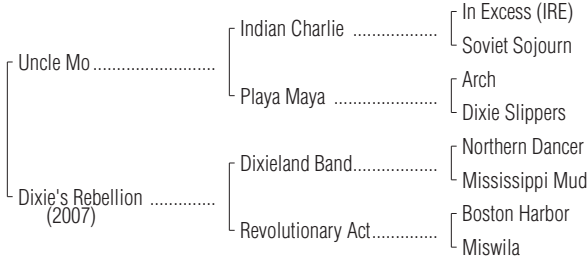 In Excess (IRE)
Indian Charlie ....................
Soviet Sojourn
Uncle Mo ............................
Arch
Playa Maya ........................
Dixie Slippers
Northern Dancer
Dixieland Band....................
Mississippi Mud
Dixie's Rebellion ................
(2007)
Boston Harbor
Revolutionary Act................
Miswila